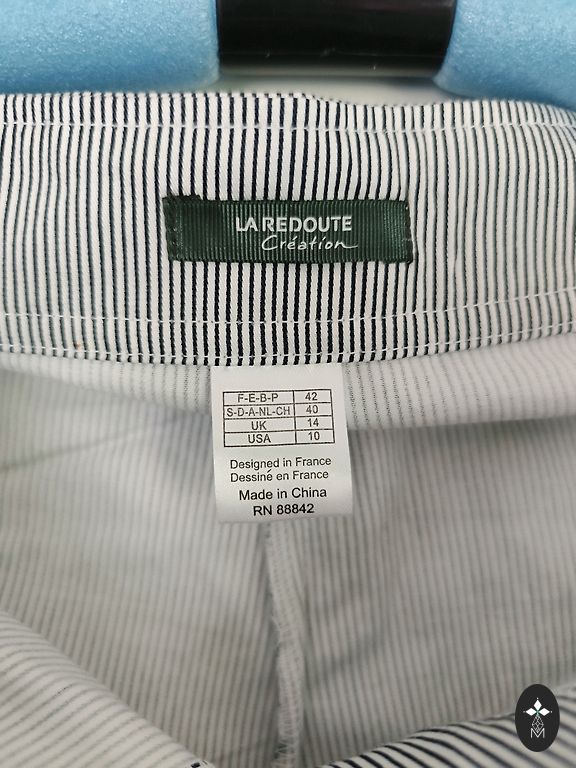 LA REDOUTE
Création
F-E-B-P 42
S-D-A-NL-CH 40
UK 14
USA 10
Designed in France
Dessiné en France
Made in China
RN 88842
M